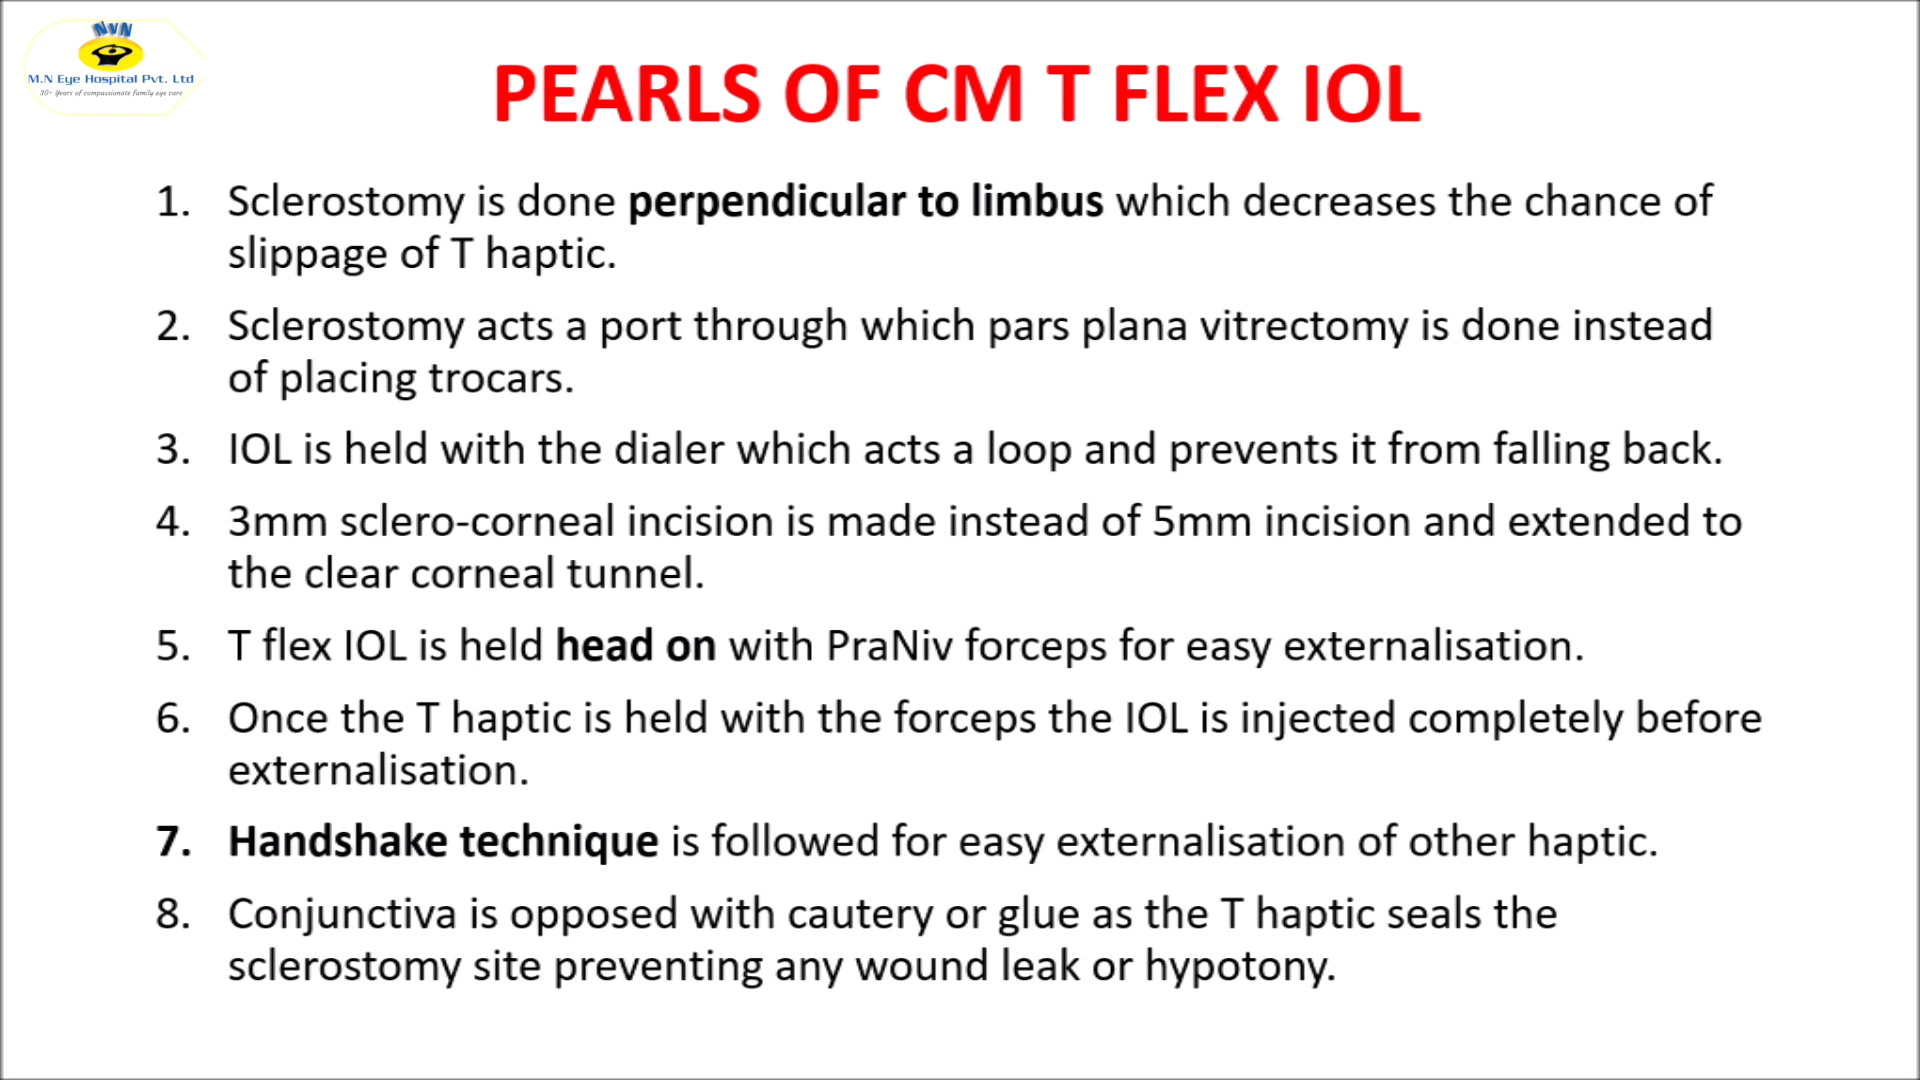 NVN
M.N Eye Hospital Pvt. Ltd
30+ Years of compassionate family eye care
PEARLS OF CM T FLEX IOL
1. Sclerostomy is done perpendicular to limbus which decreases the chance of
slippage of T haptic.
2. Sclerostomy acts a port through which pars plana vitrectomy is done instead
of placing trocars.
3. IOL is held with the dialer which acts a loop and prevents it from falling back.
4. 3mm sclero-corneal incision is made instead of 5mm incision and extended to
the clear corneal tunnel.
5. T flex IOL is held head on with PraNiv forceps for easy externalisation.
6. Once the T haptic is held with the forceps the IOL is injected completely before
externalisation.
7. Handshake technique is followed for easy externalisation of other haptic.
8. Conjunctiva is opposed with cautery or glue as the T haptic seals the
sclerostomy site preventing any wound leak or hypotony.